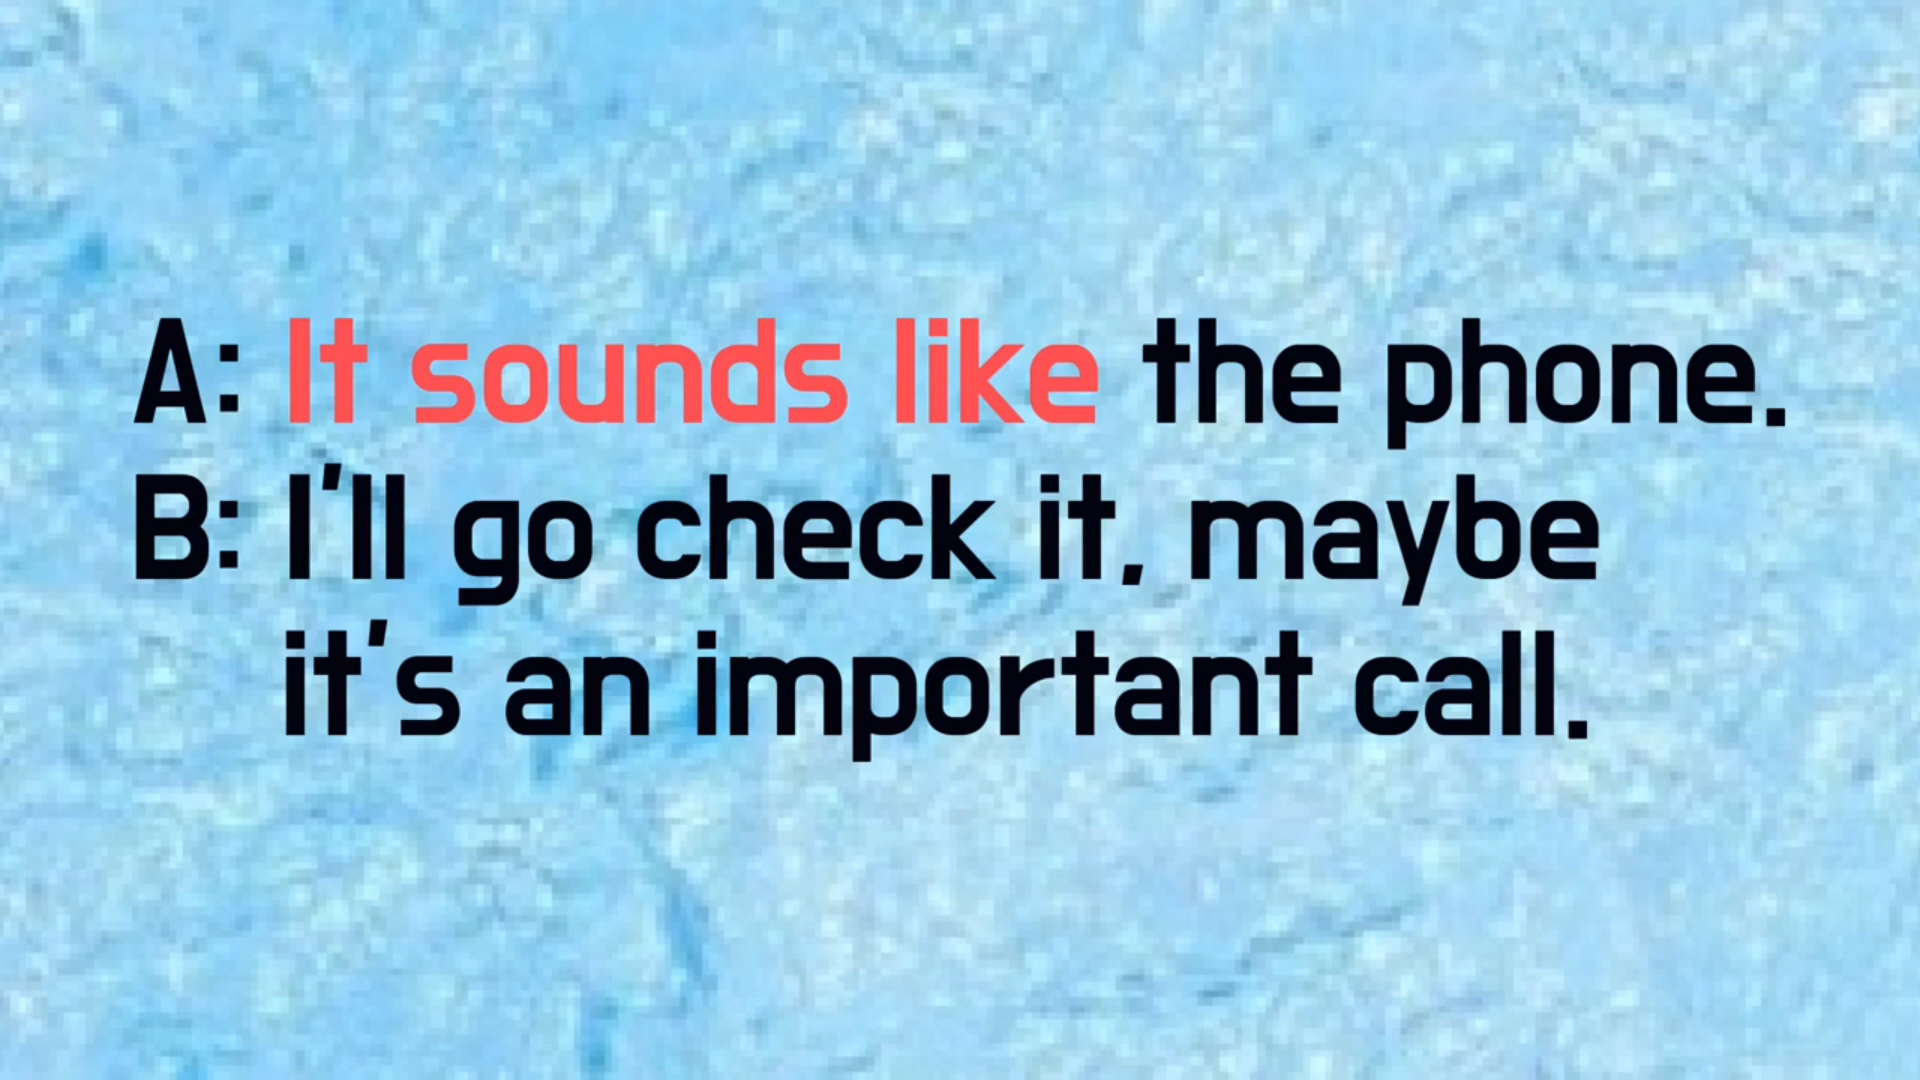 A: It sounds like the phone.
B: I'll go check it, maybe
it's an important call.